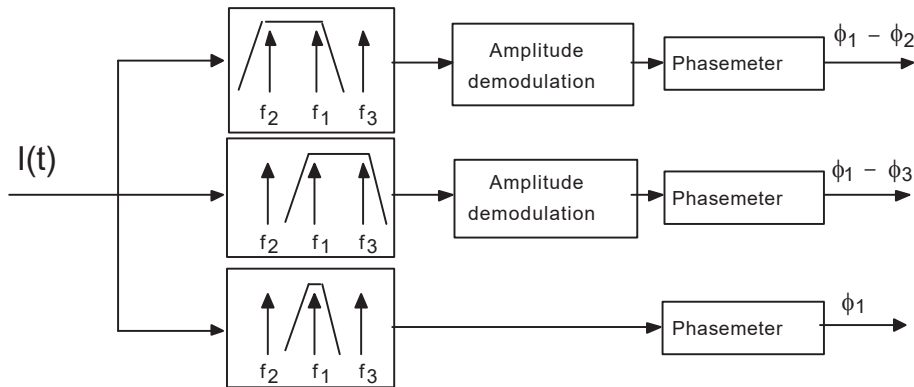 I(t)
f2 f1 f3
Amplitude
demodulation
Phasemeter
ϕ1 − ϕ2
f2 f1 f3
Amplitude
demodulation
Phasemeter
ϕ1 − ϕ3
f2 f1 f3
Phasemeter
ϕ1